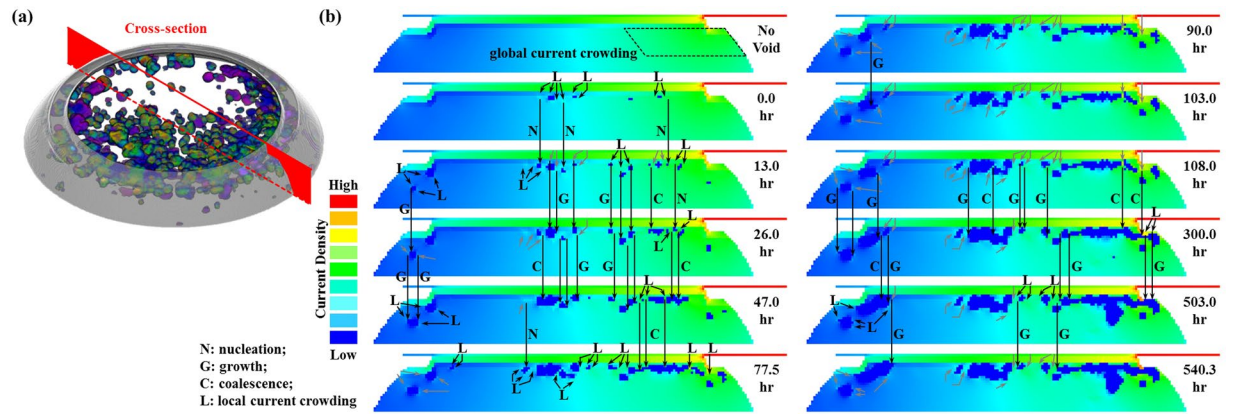 (a)
Cross-section
High
Current Density
Low
N: nucleation;
G: growth;
C: coalescence;
L: local current crowding
(b)
No
Void
global current crowding
L L L
0.0
hr
N N N
L L L
13.0
hr
L L
G G G C N
L
26.0
hr
L
G G C G G C
L
47.0
hr
L L
N C
L L L L L
77.5
hr
L L
90.0
hr
G
103.0
hr
108.0
hr
G G G C G G C C
L
300.0
hr
C G G G
L L
503.0
hr
L
G G G
540.3
hr